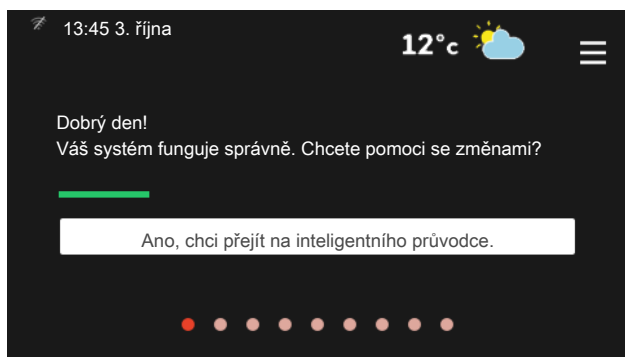 13:45 3. října
12°c
Dobrý den!
Váš systém funguje správně. Chcete pomoci se změnami?
Ano, chci přejít na inteligentního průvodce.